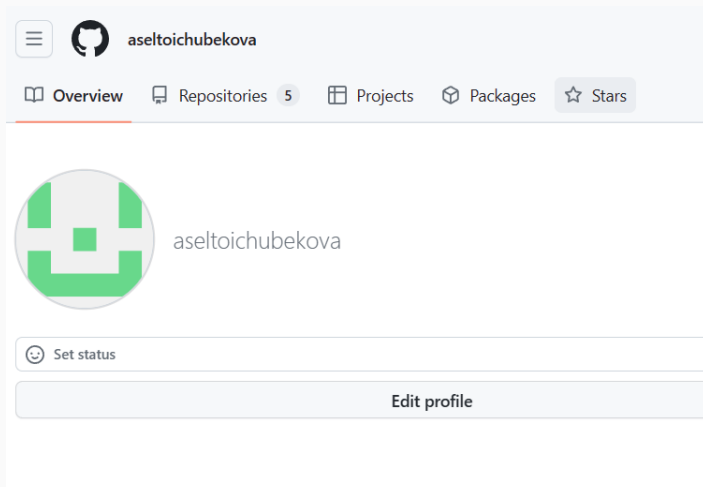 aseltoichubekova
Overview Repositories 5 Projects Packages Stars
aseltoichubekova
Set status
Edit profile